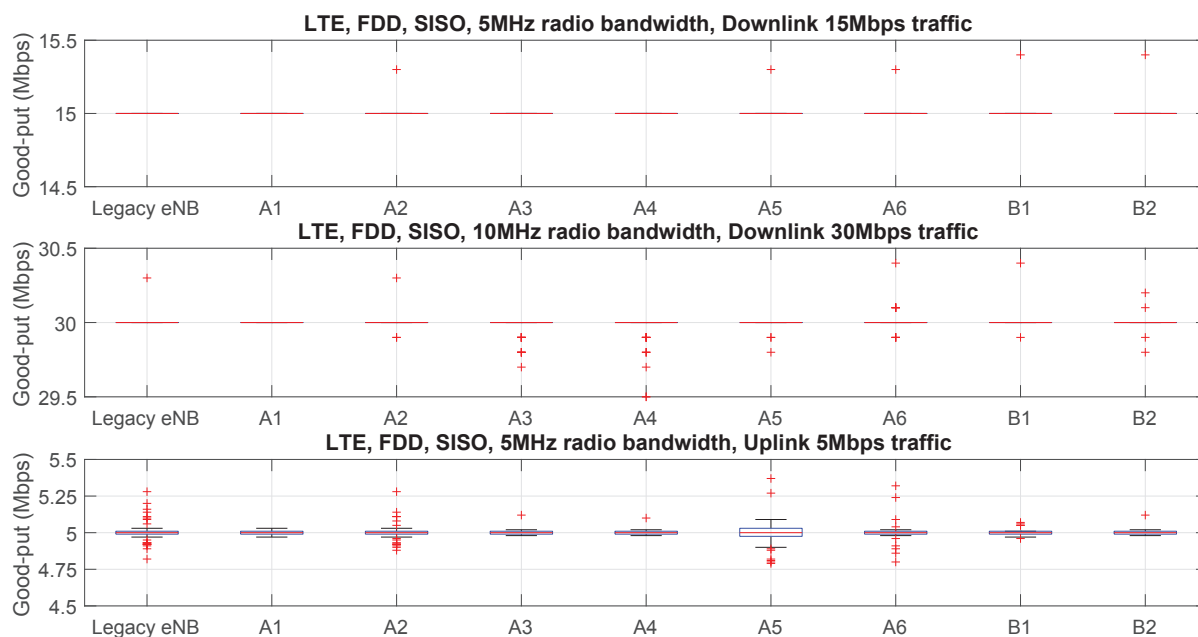 LTE, FDD, SISO, 5MHz radio bandwidth, Downlink 15Mbps traffic
Good-put (Mbps)
15.5
15
14.5
Legacy eNB A1 A2 A3 A4 A5 A6 B1 B2
LTE, FDD, SISO, 10MHz radio bandwidth, Downlink 30Mbps traffic
Good-put (Mbps)
30.5
30
29.5
Legacy eNB A1 A2 A3 A4 A5 A6 B1 B2
LTE, FDD, SISO, 5MHz radio bandwidth, Uplink 5Mbps traffic
Good-put (Mbps)
5.5
5.25
5
4.75
4.5
Legacy eNB A1 A2 A3 A4 A5 A6 B1 B2